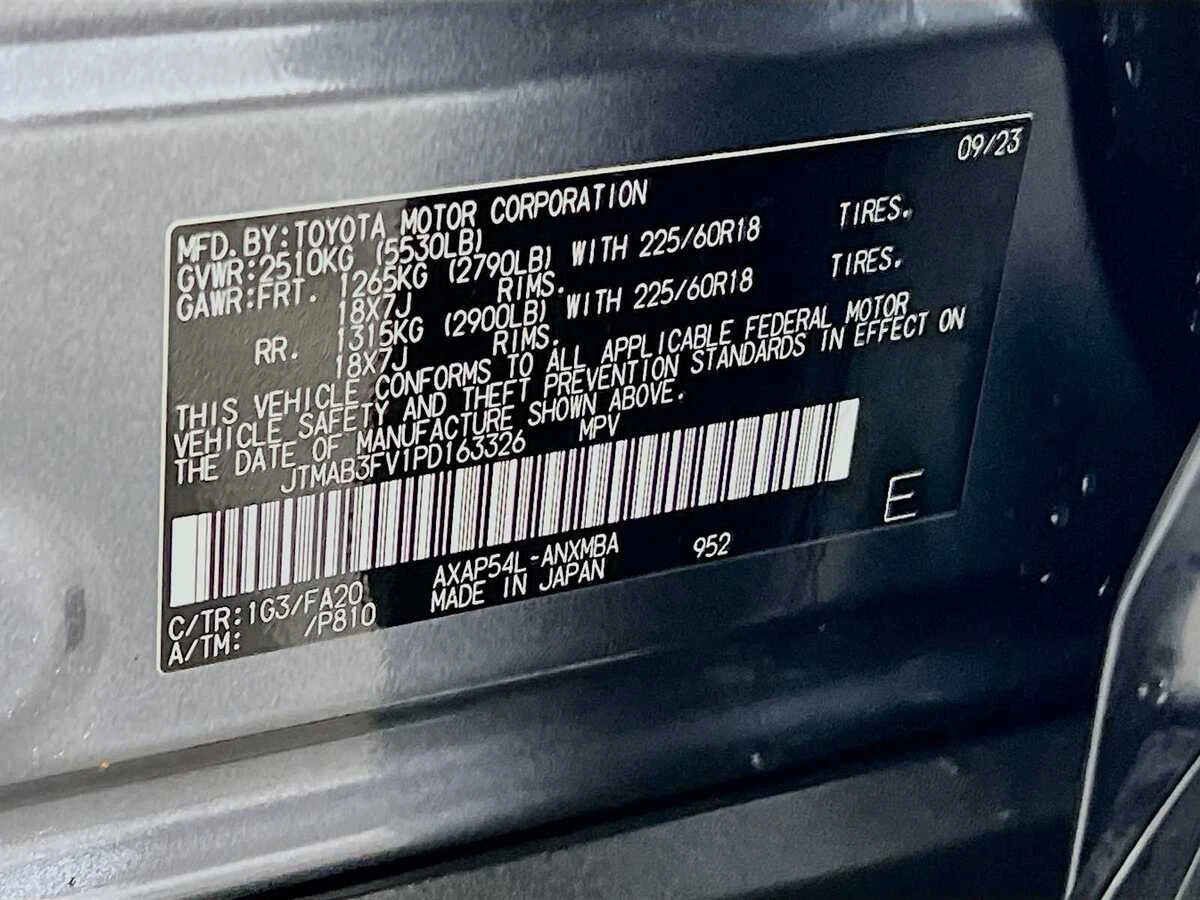 09/23
MFD. BY: TOYOTA MOTOR CORPORATION
GVWR: 2510KG (5530LB)
GAWR: FRT. 1265KG (2790LB) WITH 225/60R18 TIRES.
18X7J RIMS.
RR. 1315KG (2900LB) WITH 225/60R18 TIRES.
18X7J RIMS.
THIS VEHICLE CONFORMS TO ALL APPLICABLE FEDERAL MOTOR
VEHICLE SAFETY AND THEFT PREVENTION STANDARDS IN EFFECT ON
THE DATE OF MANUFACTURE SHOWN ABOVE.
JTMAB3FV1PD163326 MPV
E
C/TR: 1G3/FA20 AXAP54L-ANXMBA 952
A/TM: /P810 MADE IN JAPAN